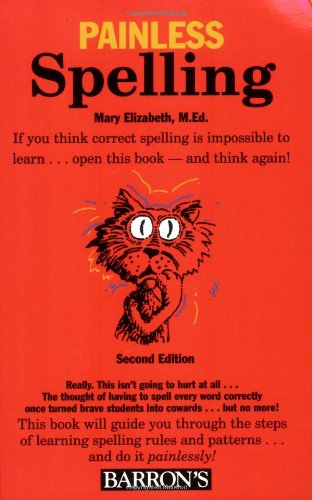 PAINLESS
Spelling
Mary Elizabeth, M.Ed.
If you think correct spelling is impossible to
learn . . . open this book — and think again!
Second Edition
Really. This isn't going to hurt at all . . .
The thought of having to spell every word correctly
once turned brave students into cowards . . . but no more!
This book will guide you through the steps
of learning spelling rules and patterns . . .
and do it painlessly!
BARRON'S